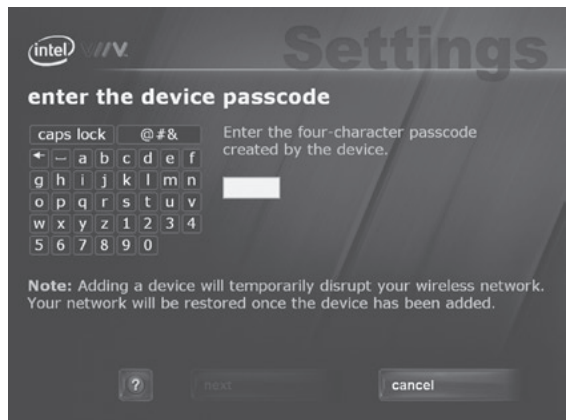 intel VIIV
Settings
enter the device passcode
caps lock @#&
a b c d e f
g h i j k l m n
o p q r s t u v
w x y z 1 2 3 4
5 6 7 8 9 0
Enter the four-character passcode
created by the device.
Note: Adding a device will temporarily disrupt your wireless network.
Your network will be restored once the device has been added.
? next cancel